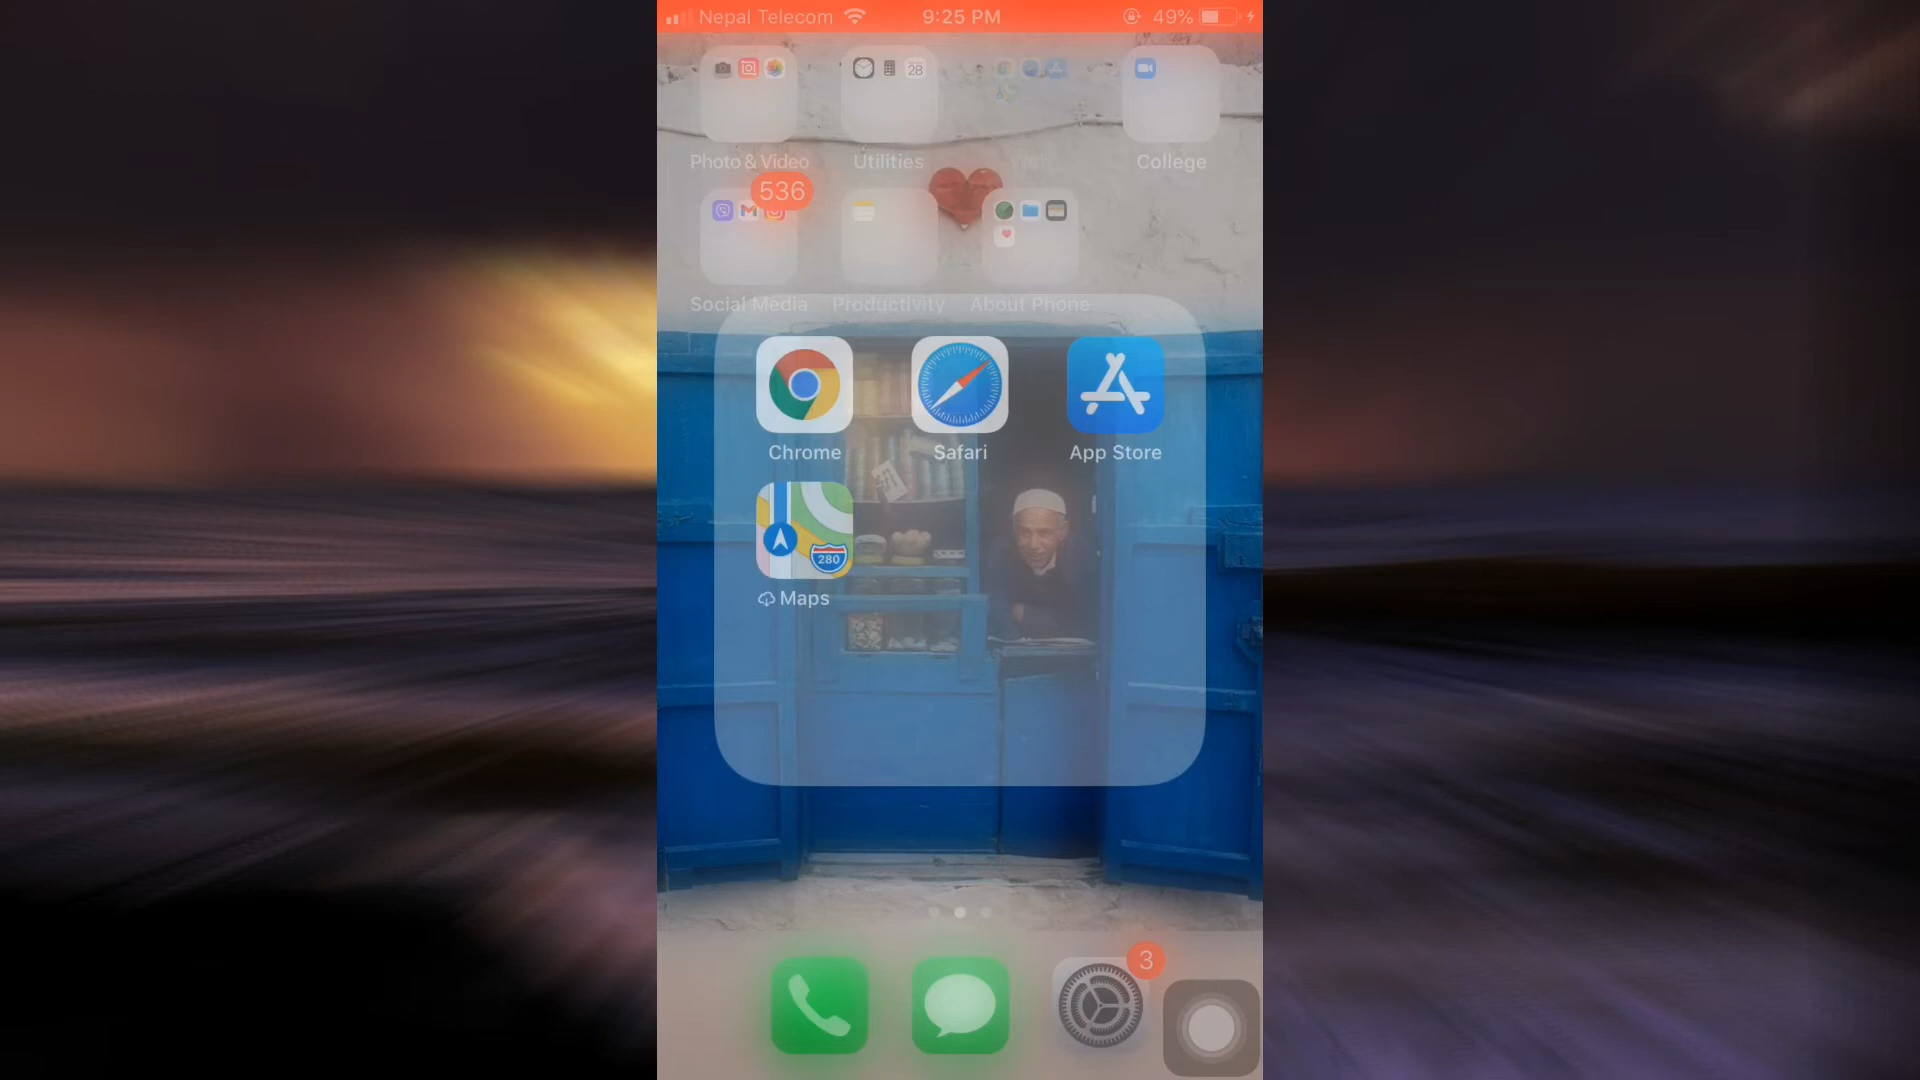 Nepal Telecom 9:25 PM 49%
28
Photo & Video Utilities College
536
Social Media Productivity About Phone
Chrome Safari App Store
280
Maps
3